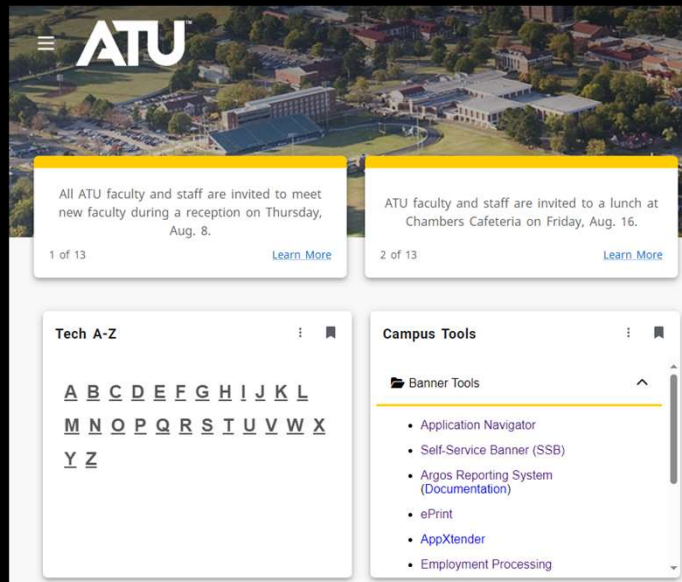 ATU
All ATU faculty and staff are invited to meet
new faculty during a reception on Thursday,
Aug. 8.
1 of 13
Learn More
ATU faculty and staff are invited to a lunch at
Chambers Cafeteria on Friday, Aug. 16.
2 of 13
Learn More
Tech A-Z
A B C D E F G H I J K L
M N O P Q R S T U V W X
Y Z
Campus Tools
Banner Tools
Application Navigator
Self-Service Banner (SSB)
Argos Reporting System
(Documentation)
ePrint
AppXtender
Employment Processing